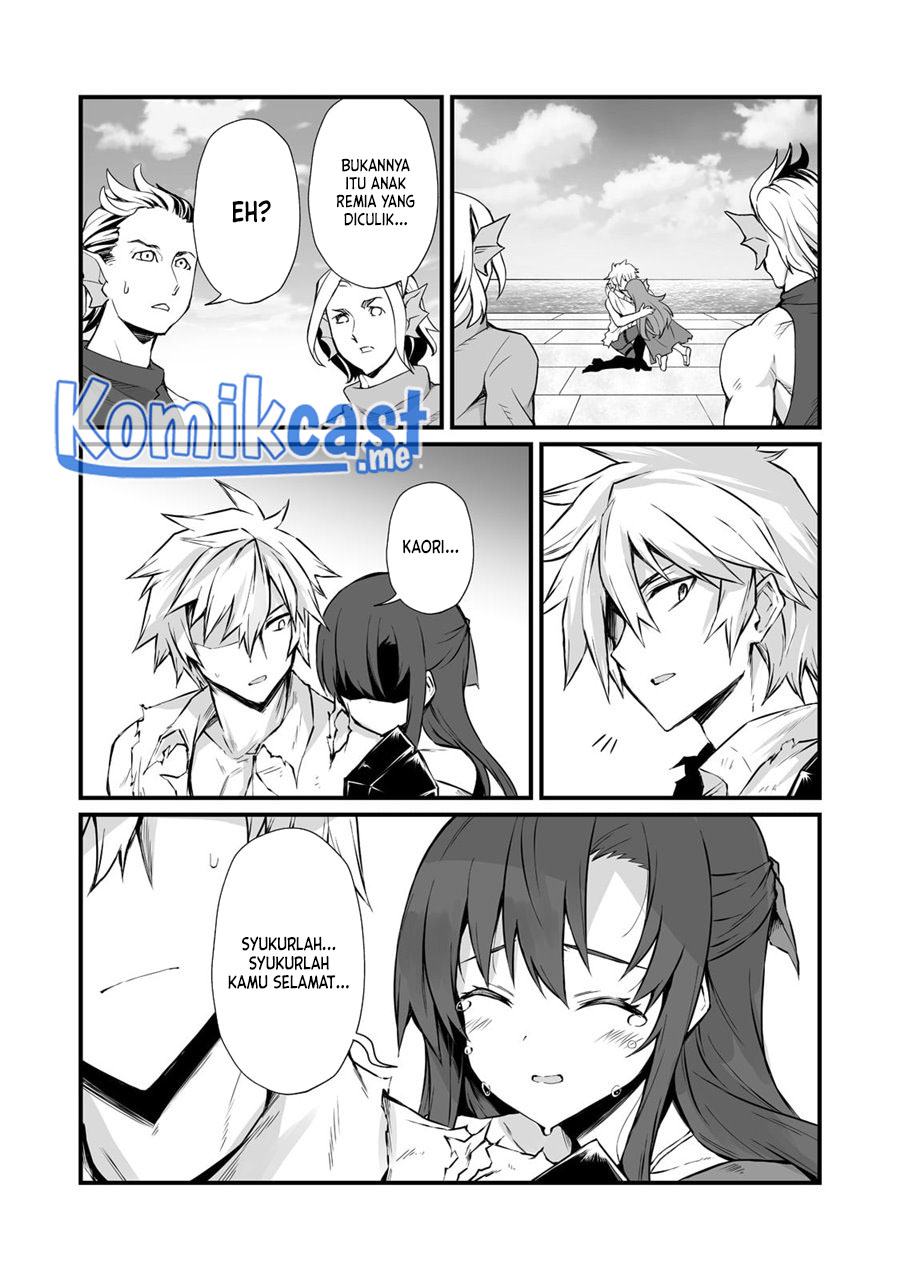 BUKANNYA
ITU ANAK
REMIA YANG
DICULIK...
EH?
KAORI...
SYUKURLAH...
SYUKURLAH
KAMU SELAMAT...
Komikcast
.me